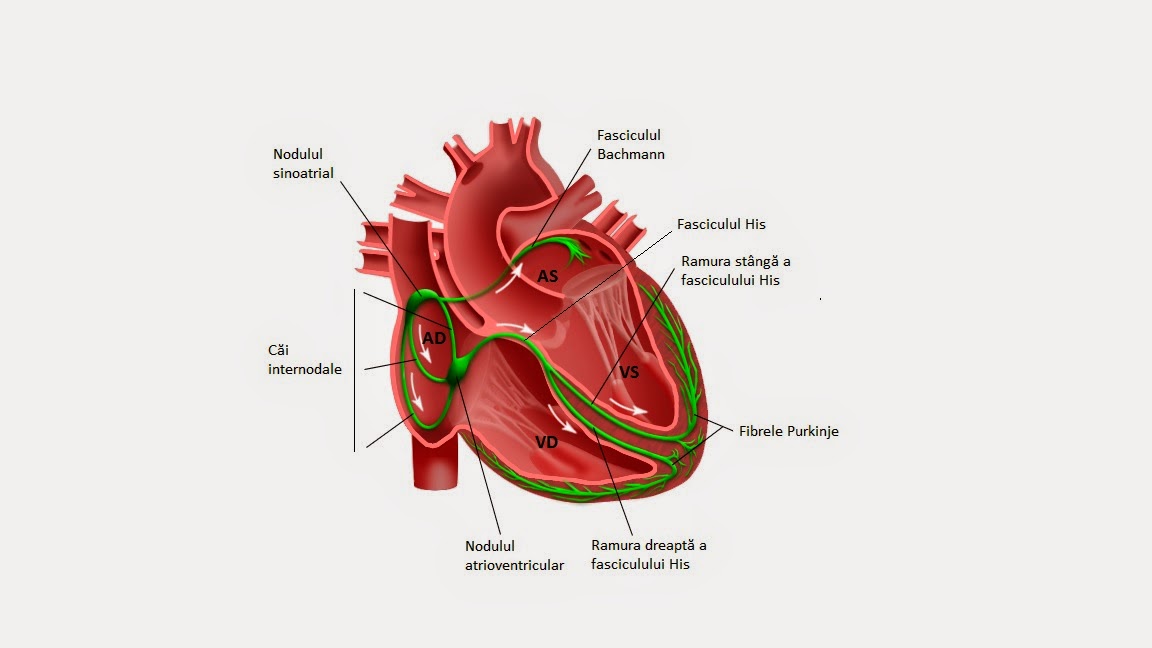 Fasciculul
Bachmann
Nodulul
sinoatrial
Fasciculul His
Ramura stângă a
fasciculului His
AS
AD
Căi
internodale
VS
VD
Fibrele Purkinje
Nodulul
atrioventricular
Ramura dreaptă a
fasciculului His